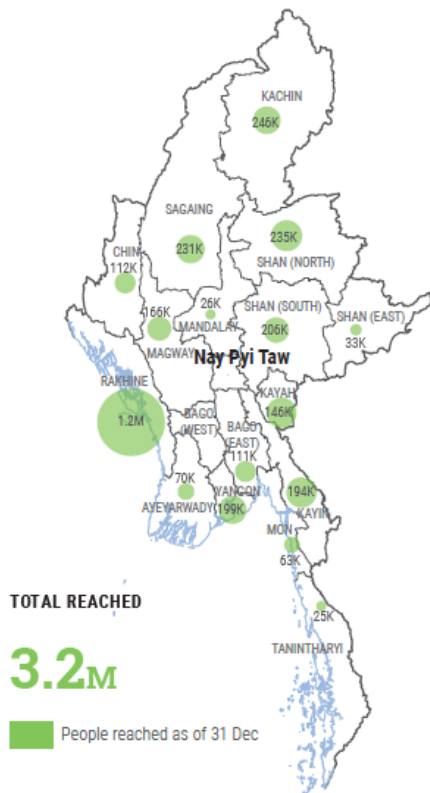 KACHIN
246K
SAGAING
231K
235K
SHAN (NORTH)
CHIN
112K
166K
MAGWAY
26K
MANDALAY
SHAN (SOUTH)
206K
SHAN (EAST)
33K
Nay Pyi Taw
RAKHINE
1.2M
KAYAH
146K
BAGO
(WEST)
BAGO
(EAST)
111K
70K
AYEYARWADY
YANGON
199K
194K
KAYIN
MON
63K
25K
TANINTHARYI
TOTAL REACHED
3.2M
People reached as of 31 Dec